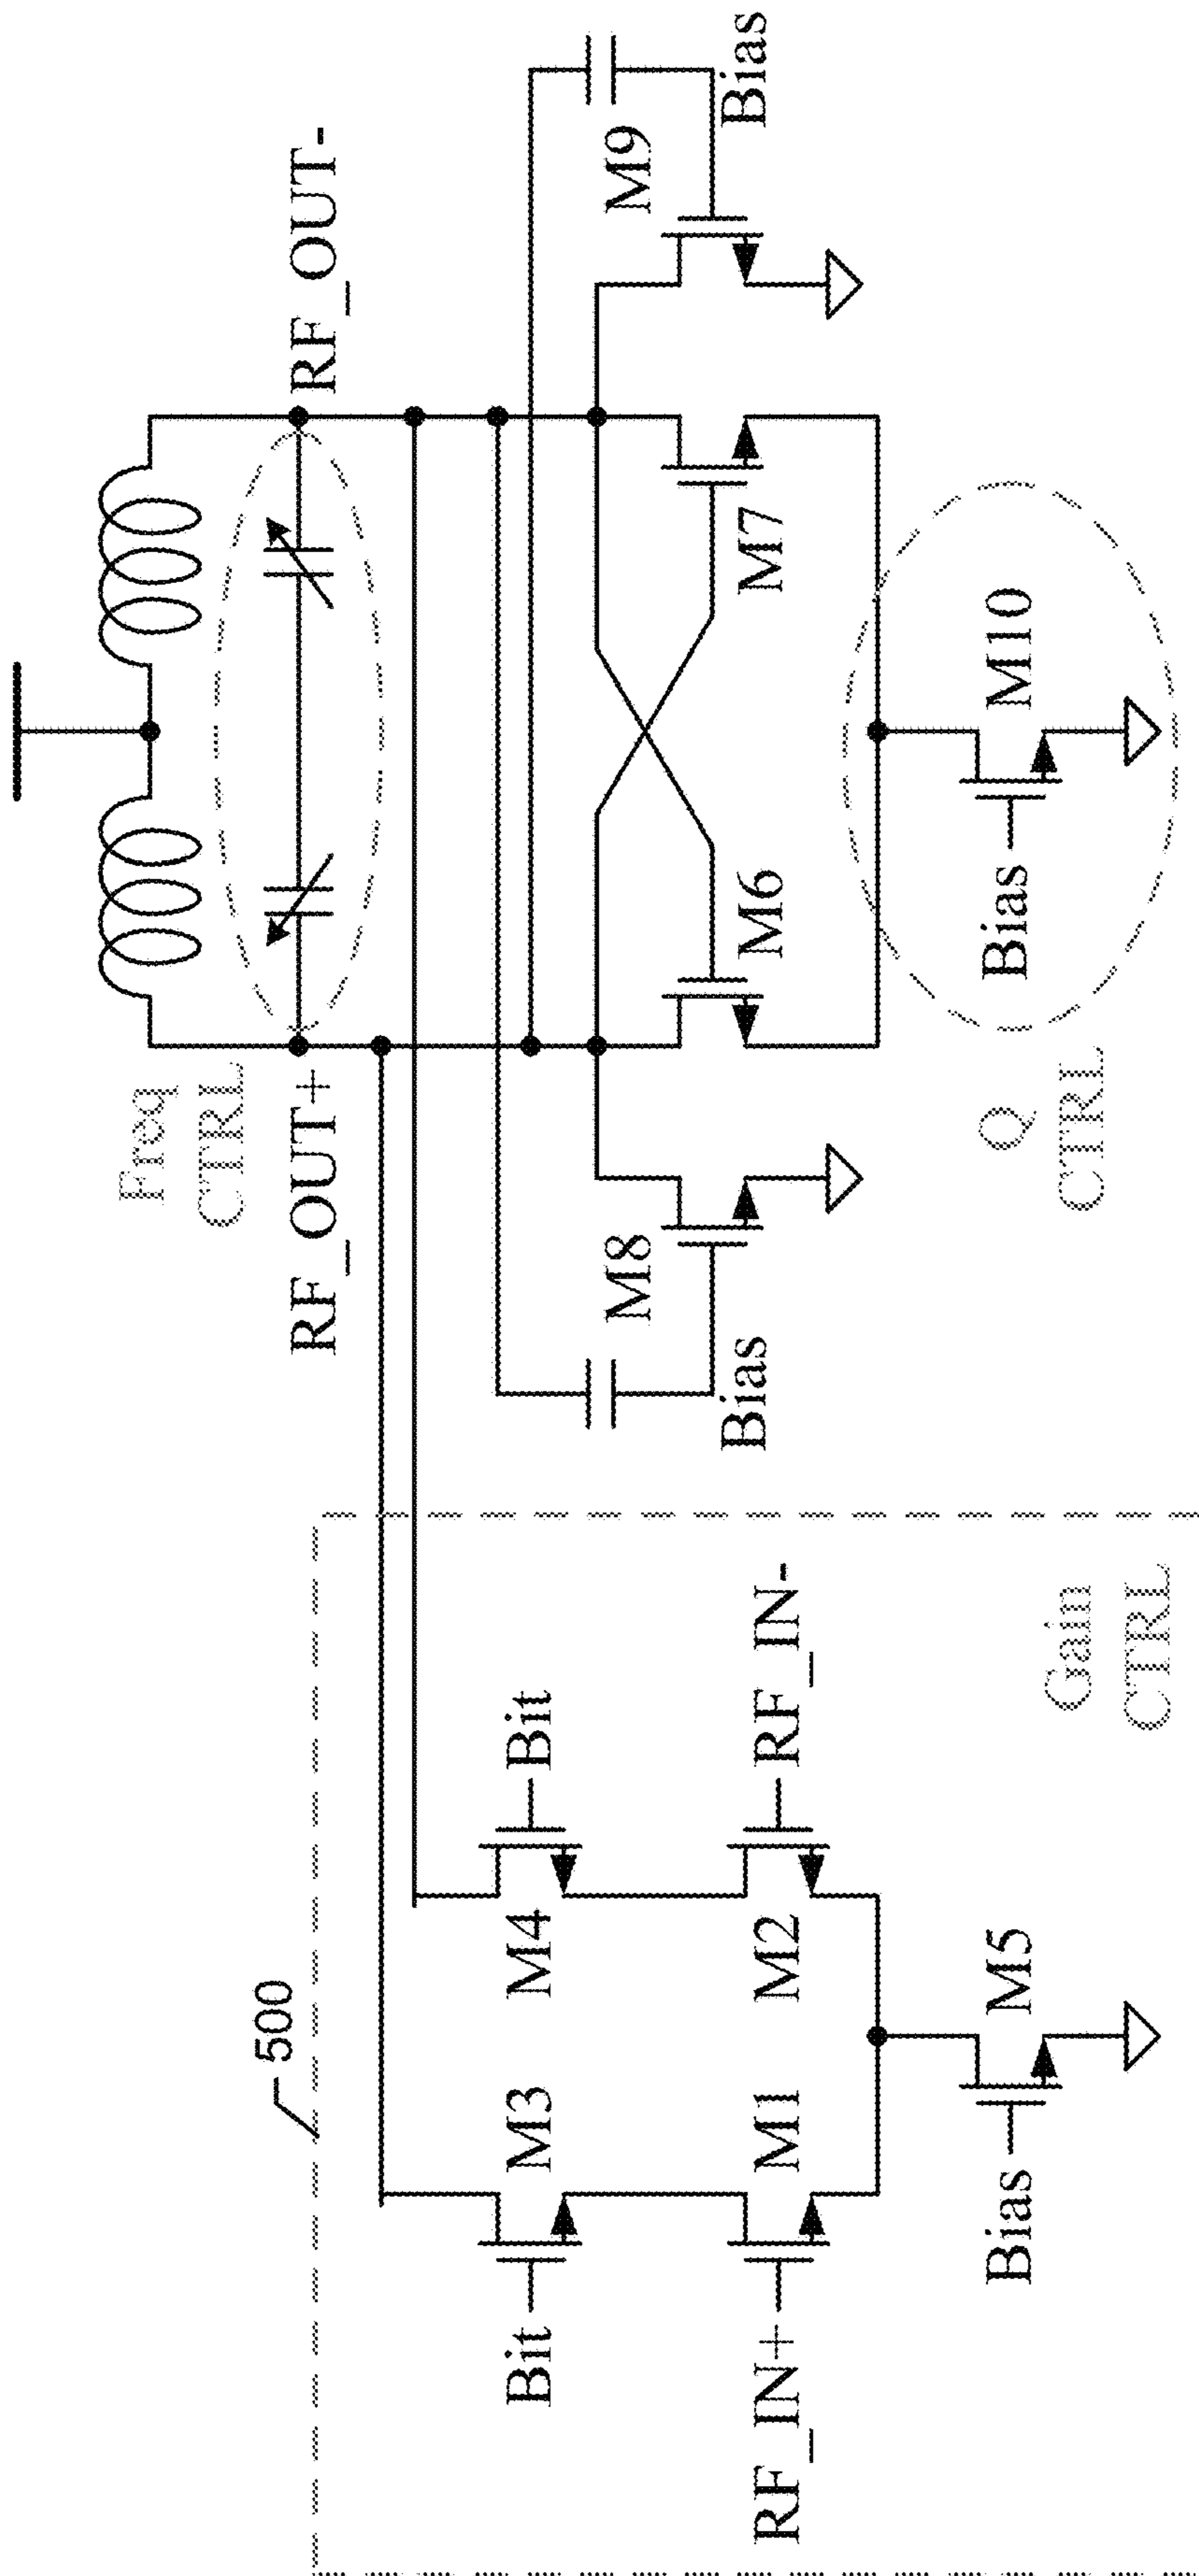 500
Bit
M3
M4
Bit
RF_IN+
M1
M2
RF_IN-
Bias
M5
Gain
CTRL
Freq
CTRL
RF_OUT+
RF_OUT-
M8
Bias
M9
Bias
M6
M7
Q
CTRL
Bias
M10